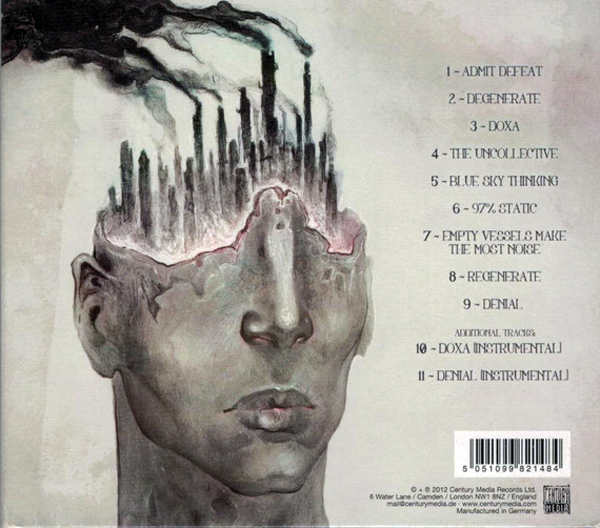 1 ~ ADMIT DEFEAT
2 ~ DEGENERATE
3 ~ DOXA
4 ~ THE UNCOLLECTIVE
5 ~ BLUE SKY THINKING
6 ~ 97% STATIC
7 ~ EMPTY VESSELS MAKE
THE MOST NOISE
8 ~ REGENERATE
9 ~ DENIAL
ADDITIONAL TRACKS:
10 ~ DOXA [INSTRUMENTAL]
11 ~ DENIAL [INSTRUMENTAL]
5 051099 821484
© + ℗ 2012 Century Media Records Ltd.
6 Water Lane / Camden / London NW1 8NZ / England
mail@centurymedia.de · www.centurymedia.com
Manufactured in Germany
CENTURY
MEDIA